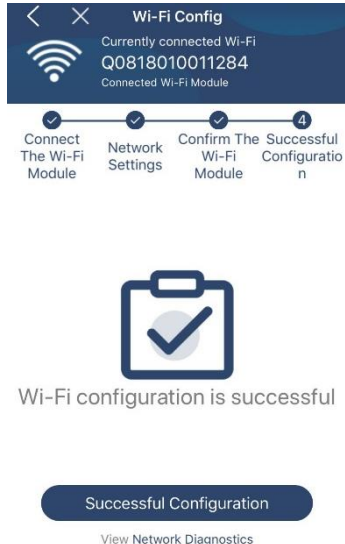 Wi-Fi Config
Currently connected Wi-Fi
Q0818010011284
Connected Wi-Fi Module
4
Connect
The Wi-Fi
Module
Network
Settings
Confirm The
Wi-Fi
Module
Successful
Configuratio
n
Wi-Fi configuration is successful
Successful Configuration
View Network Diagnostics